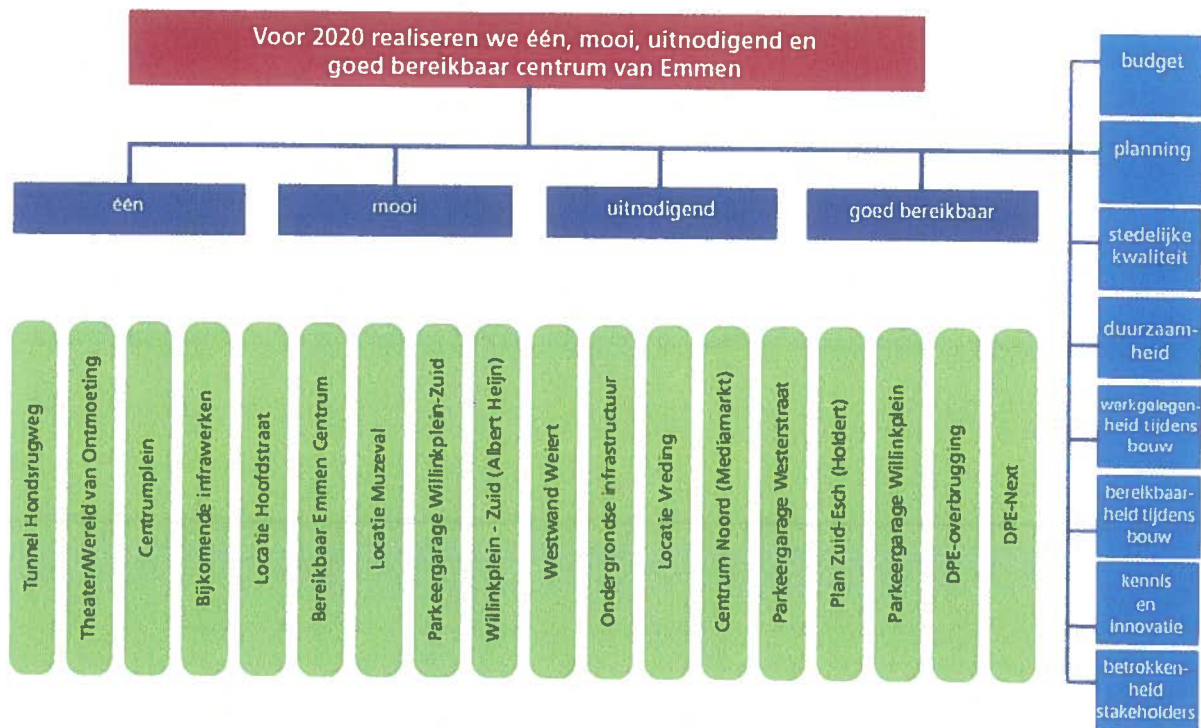 Voor 2020 realiseren we één, mooi, uitnodigend en
goed bereikbaar centrum van Emmen
één
mooi
uitnodigend
goed bereikbaar
Tunnel Hondsrugweg
Theater/Wereld van Ontmoeting
Centrumplein
Bijkomende infrawerken
Locatie Hoofdstraat
Bereikbaar Emmen Centrum
Locatie Muzeval
Parkeergarage Willinkplein-Zuid
Willinkplein - Zuid (Albert Heijn)
Westwand Weiert
Ondergrondse infrastructuur
Locatie Vreding
Centrum Noord (Mediamarkt)
Parkeergarage Westerstraat
Plan Zuid-Esch (Holdert)
Parkeergarage Willinkplein
DPE-overbrugging
DPE-Next
budget
planning
stedelijke
kwaliteit
duurzaam-
heid
werkgelegen-
heid tijdens
bouw
bereikbaar-
heid tijdens
bouw
kennis
en
innovatie
betrokken-
heid
stakeholders